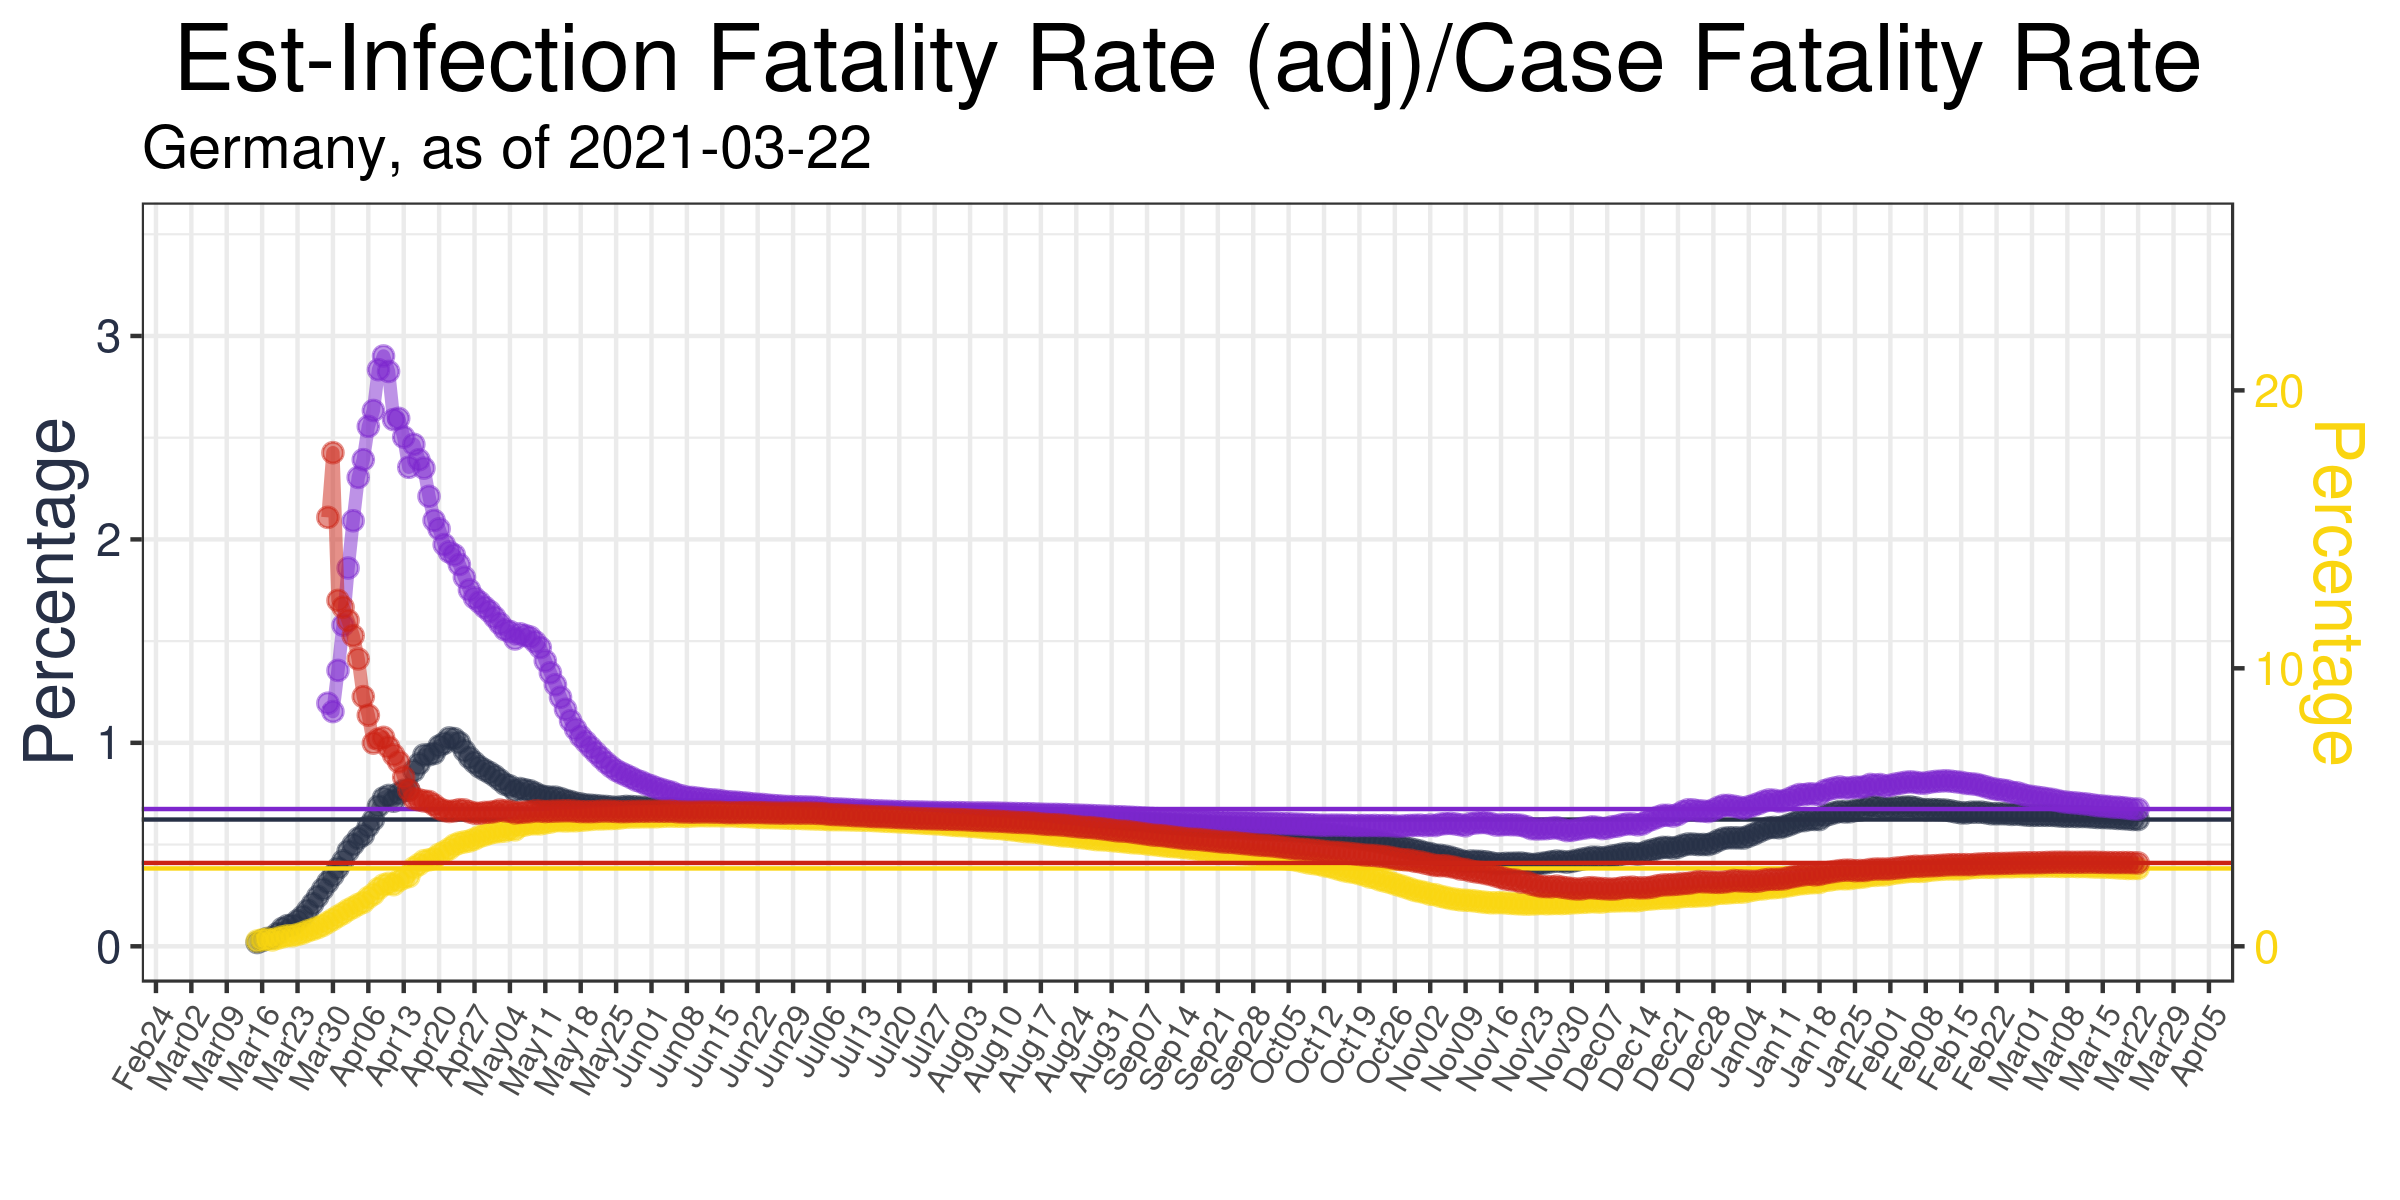 Est-Infection Fatality Rate (adj)/Case Fatality Rate
Germany, as of 2021-03-22
Percentage
3
2
1
0
20
10
0
Percentage
Feb24
Mar02
Mar09
Mar16
Mar23
Mar30
Apr06
Apr13
Apr20
Apr27
May04
May11
May18
May25
Jun01
Jun08
Jun15
Jun22
Jun29
Jul06
Jul13
Jul20
Jul27
Aug03
Aug10
Aug17
Aug24
Aug31
Sep07
Sep14
Sep21
Sep28
Oct05
Oct12
Oct19
Oct26
Nov02
Nov09
Nov16
Nov23
Nov30
Dec07
Dec14
Dec21
Dec28
Jan04
Jan11
Jan18
Jan25
Feb01
Feb08
Feb15
Feb22
Mar01
Mar08
Mar15
Mar22
Mar29
Apr05